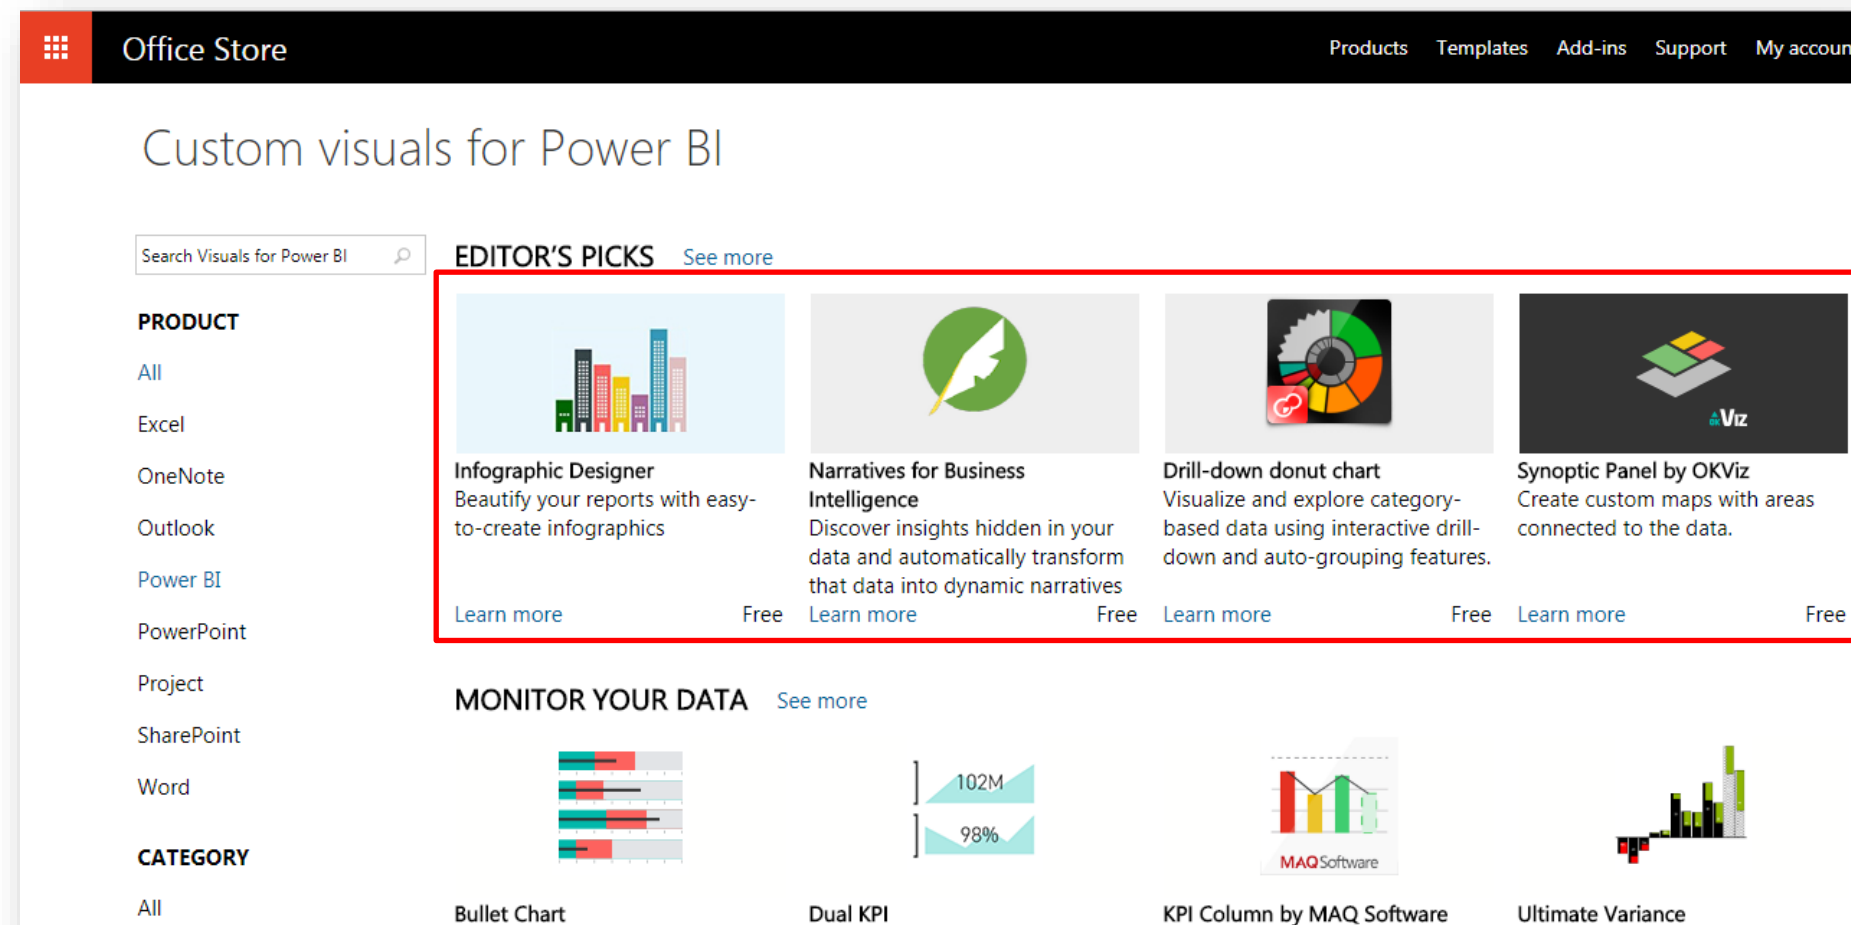 Office Store
Products Templates Add-ins Support My accoun
Custom visuals for Power BI
Search Visuals for Power BI
PRODUCT
All
Excel
OneNote
Outlook
Power BI
PowerPoint
Project
SharePoint
Word
CATEGORY
All
EDITOR'S PICKS See more
Infographic Designer
Beautify your reports with easy-
to-create infographics
Learn more Free
Narratives for Business
Intelligence
Discover insights hidden in your
data and automatically transform
that data into dynamic narratives
Learn more Free
OK VIZ
Drill-down donut chart
Visualize and explore category-
based data using interactive drill-
down and auto-grouping features.
Learn more Free
Synoptic Panel by OKViz
Create custom maps with areas
connected to the data.
Learn more Free
MONITOR YOUR DATA See more
102M
98%
MAQ Software
Bullet Chart
Dual KPI
KPI Column by MAQ Software
Ultimate Variance